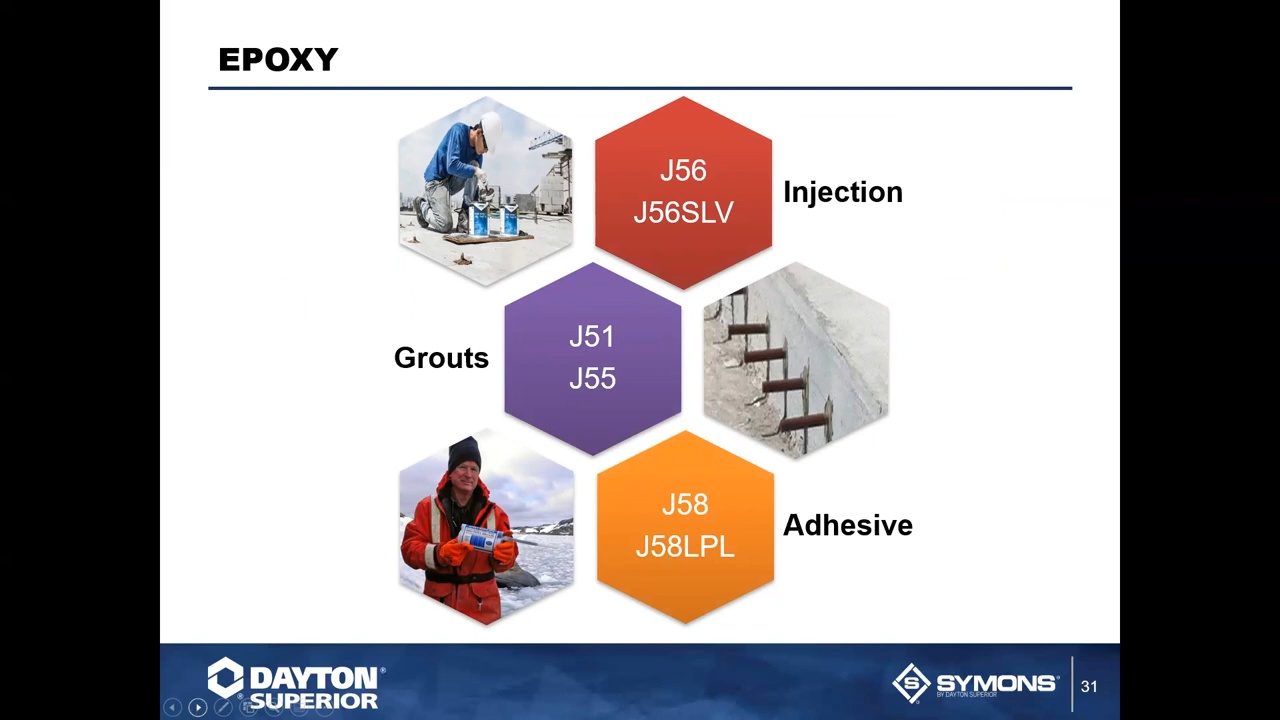 EPOXY
J56
J56SLV
Injection
Grouts
J51
J55
J58
J58LPL
Adhesive
DAYTON
SUPERIOR
SYMONS
BY DAYTON SUPERIOR
31